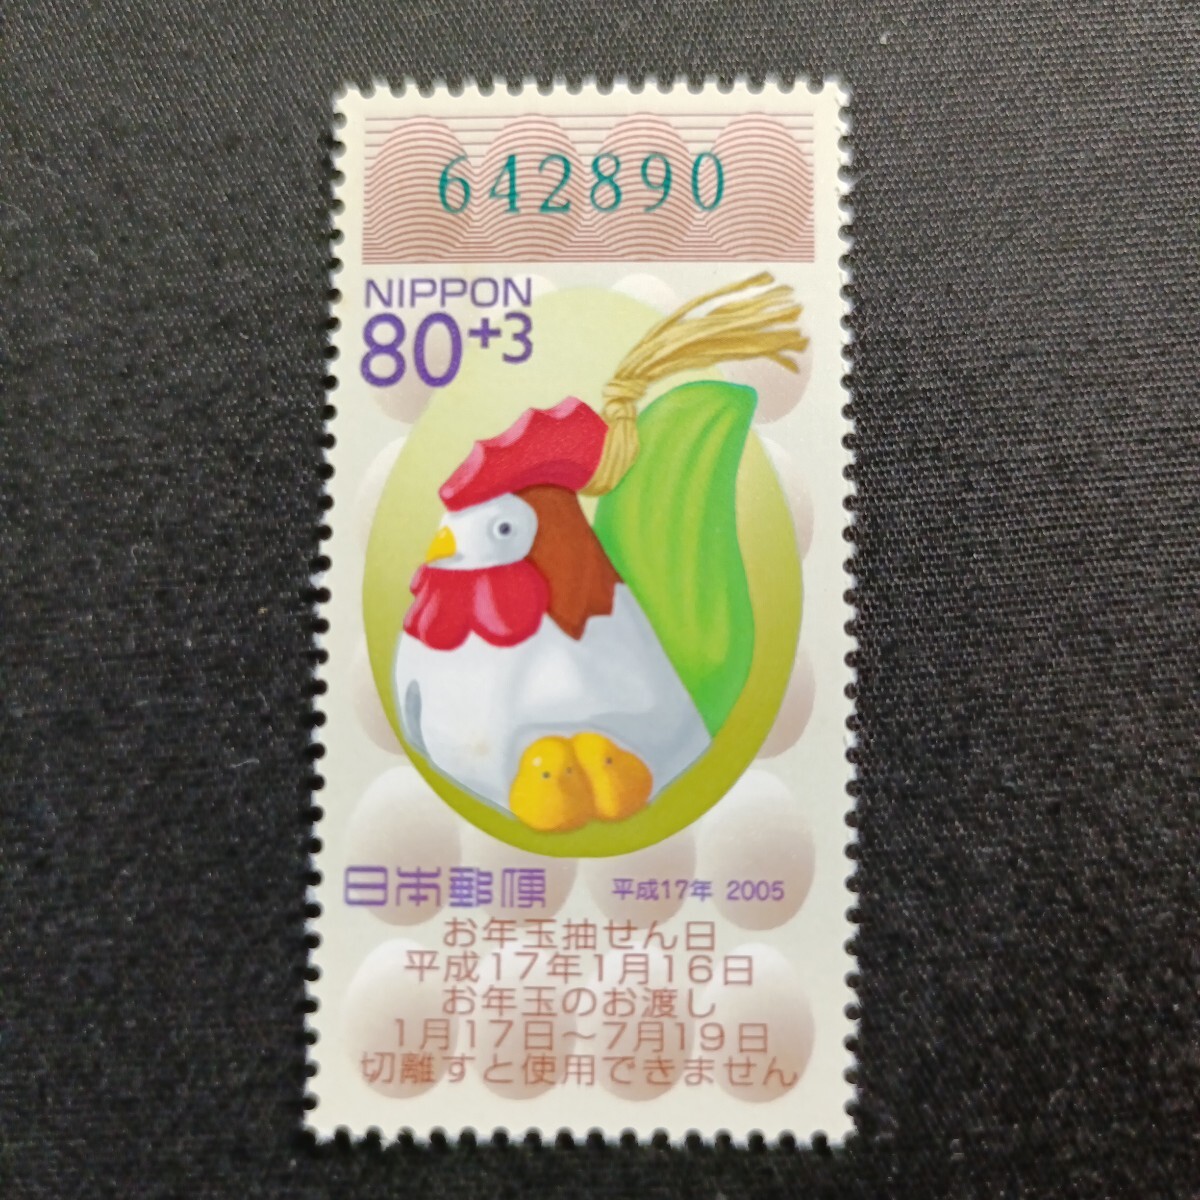 642890
NIPPON
80+3
日本郵便 平成17年 2005
お年玉抽せん日
平成17年1月16日
お年玉のお渡し
1月17日～7月19日
切離すと使用できません